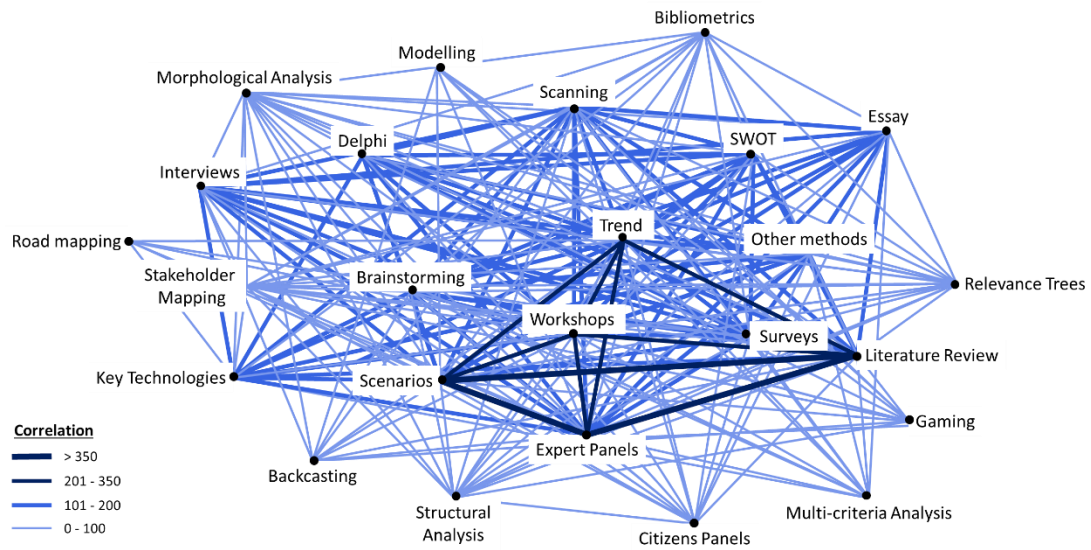 Bibliometrics
Modelling
Morphological Analysis
Scanning
Essay
Delphi
SWOT
Interviews
Trend
Road mapping
Other methods
Stakeholder
Mapping
Brainstorming
Relevance Trees
Workshops
Surveys
Literature Review
Key Technologies
Scenarios
Gaming
Correlation
> 350
201 - 350
101 - 200
0 - 100
Expert Panels
Backcasting
Structural
Analysis
Multi-criteria Analysis
Citizens Panels